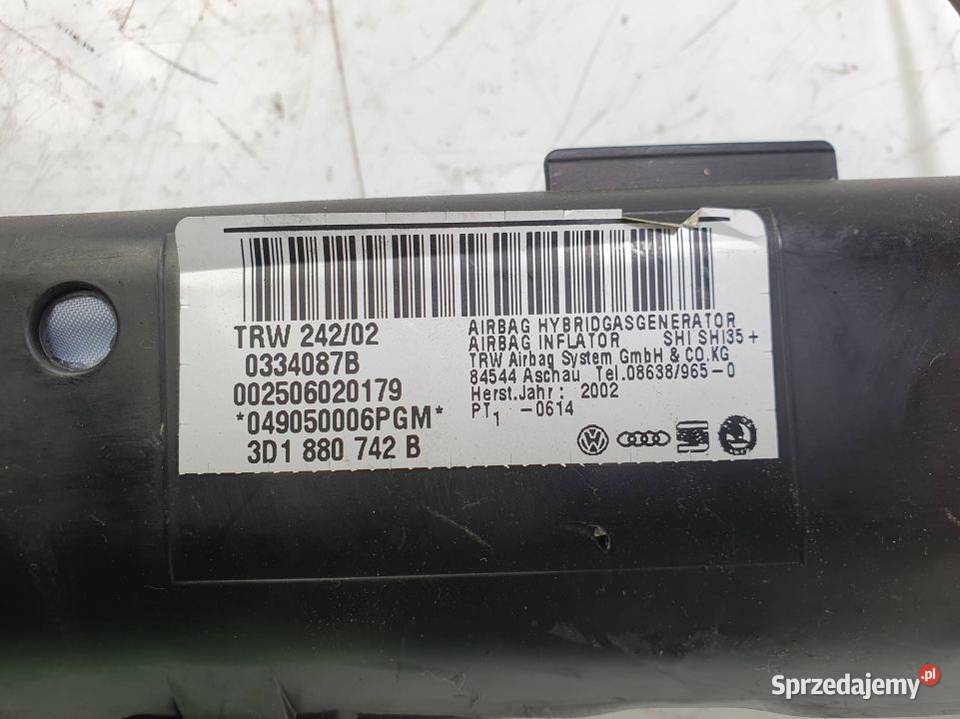 TRW 242/02
0334087B
002506020179
*049050006PGM*
3D1 880 742 B
AIRBAG HYBRIDGASGENERATOR
AIRBAG INFLATOR SHI SHI35+
TRW Airbag System GmbH & CO.KG
84544 Aschau Tel.08638/965-0
Herst.Jahr: 2002
PT1 -0614
Sprzedajemy.pl